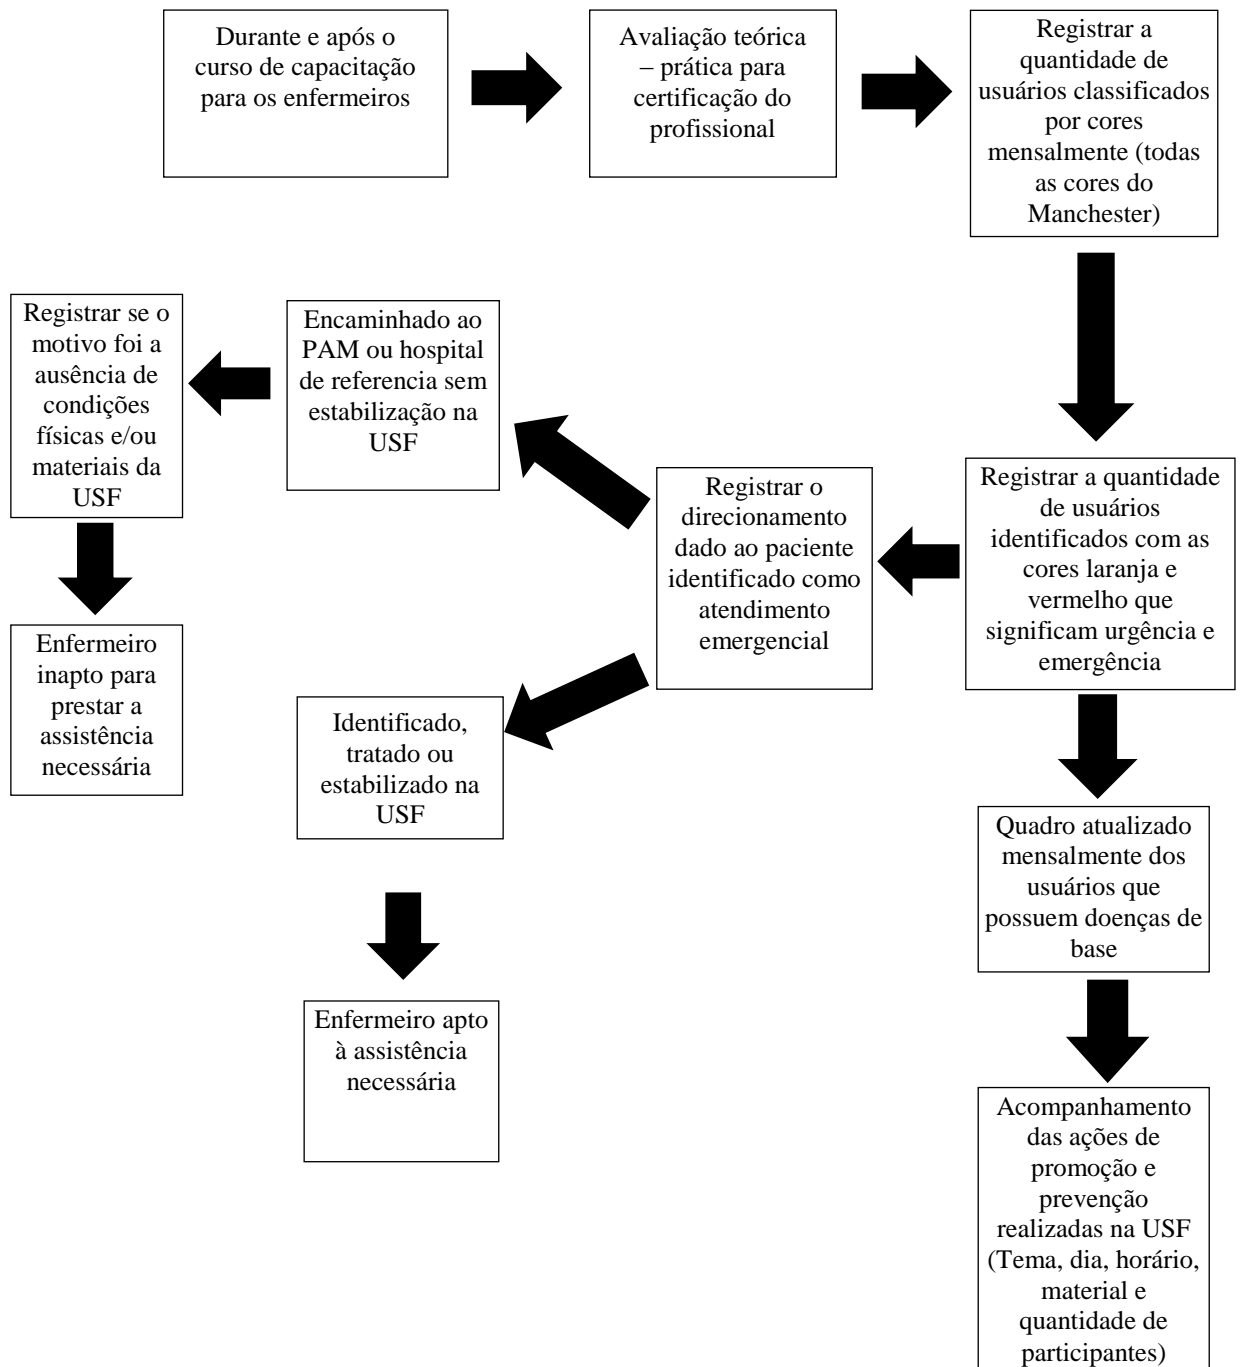 Durante e após o
curso de capacitação
para os enfermeiros
Avaliação teórica
– prática para
certificação do
profissional
Registrar a
quantidade de
usuários classificados
por cores
mensalmente (todas
as cores do
Manchester)
Registrar se o
motivo foi a
ausência de
condições
físicas e/ou
materiais da
USF
Encaminhado ao
PAM ou hospital
de referencia sem
estabilização na
USF
Registrar o
direcionamento
dado ao paciente
identificado como
atendimento
emergencial
Registrar a quantidade
de usuários
identificados com as
cores laranja e
vermelho que
significam urgência e
emergência
Enfermeiro
inapto para
prestar a
assistência
necessária
Identificado,
tratado ou
estabilizado na
USF
Quadro atualizado
mensalmente dos
usuários que
possuem doenças de
base
Enfermeiro apto
à assistência
necessária
Acompanhamento
das ações de
promoção e
prevenção
realizadas na USF
(Tema, dia, horário,
material e
quantidade de
participantes)